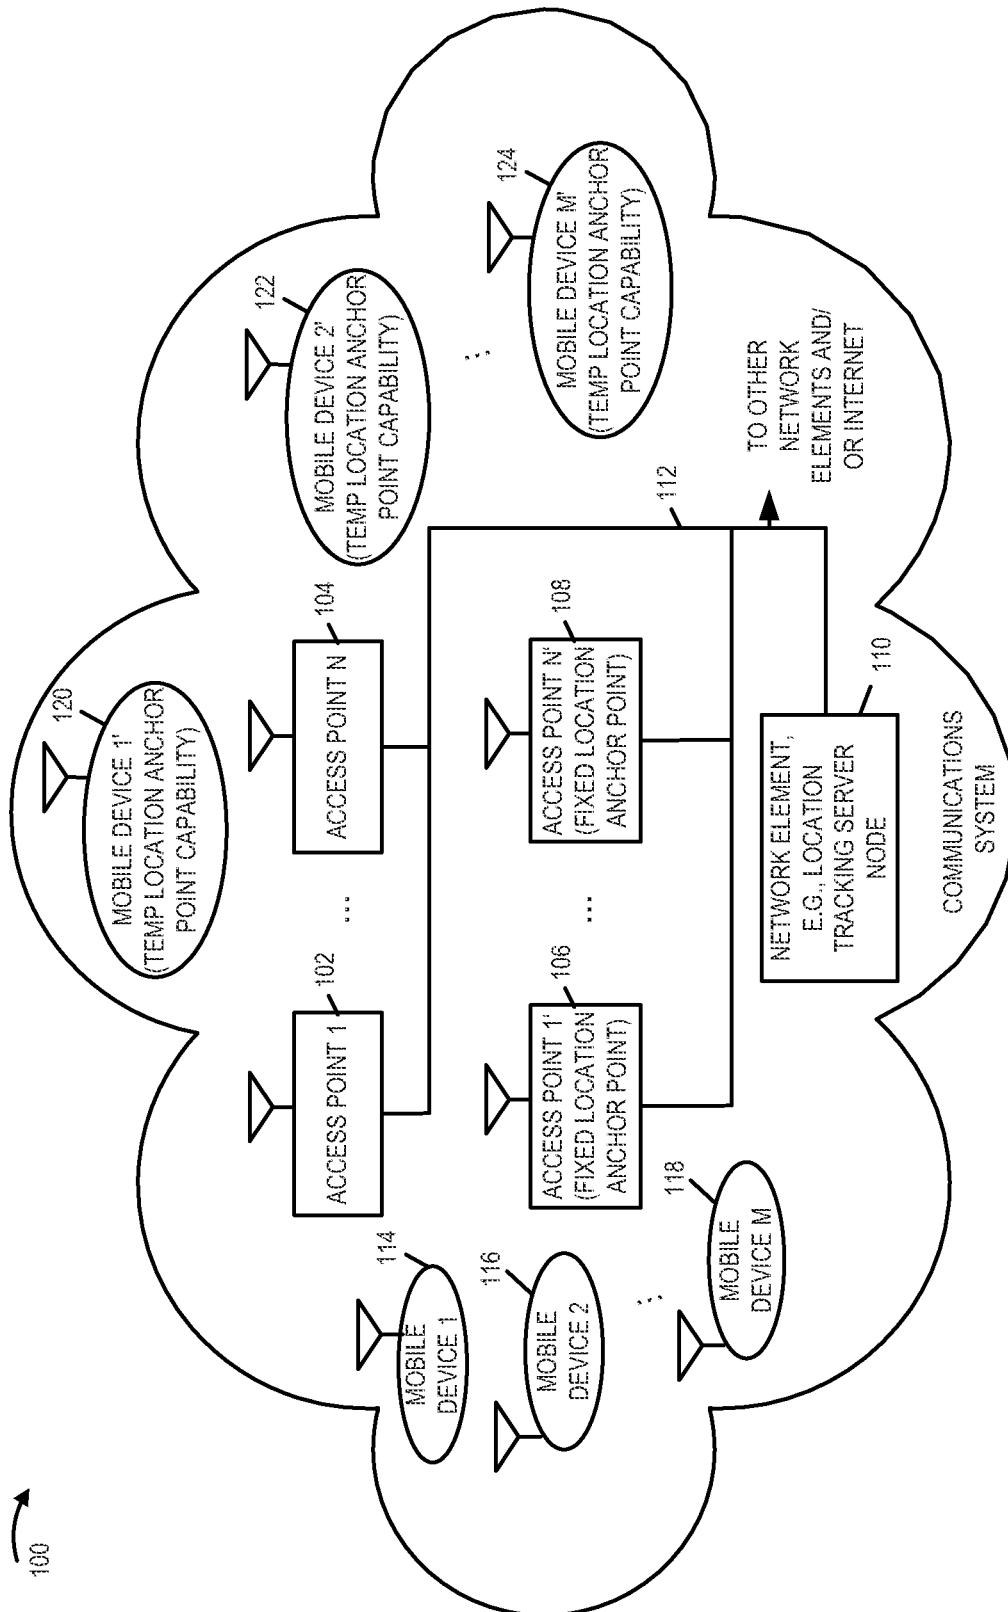 100
120
MOBILE DEVICE 1'
(TEMP LOCATION ANCHOR
POINT CAPABILITY)
122
MOBILE DEVICE 2'
(TEMP LOCATION ANCHOR
POINT CAPABILITY)
...
124
MOBILE DEVICE M'
(TEMP LOCATION ANCHOR
POINT CAPABILITY)
102
ACCESS POINT 1
...
104
ACCESS POINT N
114
MOBILE
DEVICE 1
116
MOBILE
DEVICE 2
...
118
MOBILE
DEVICE M
106
ACCESS POINT 1'
(FIXED LOCATION
ANCHOR POINT)
...
108
ACCESS POINT N'
(FIXED LOCATION
ANCHOR POINT)
112
TO OTHER
NETWORK
ELEMENTS AND/
OR INTERNET
110
NETWORK ELEMENT,
E.G., LOCATION
TRACKING SERVER
NODE
COMMUNICATIONS
SYSTEM